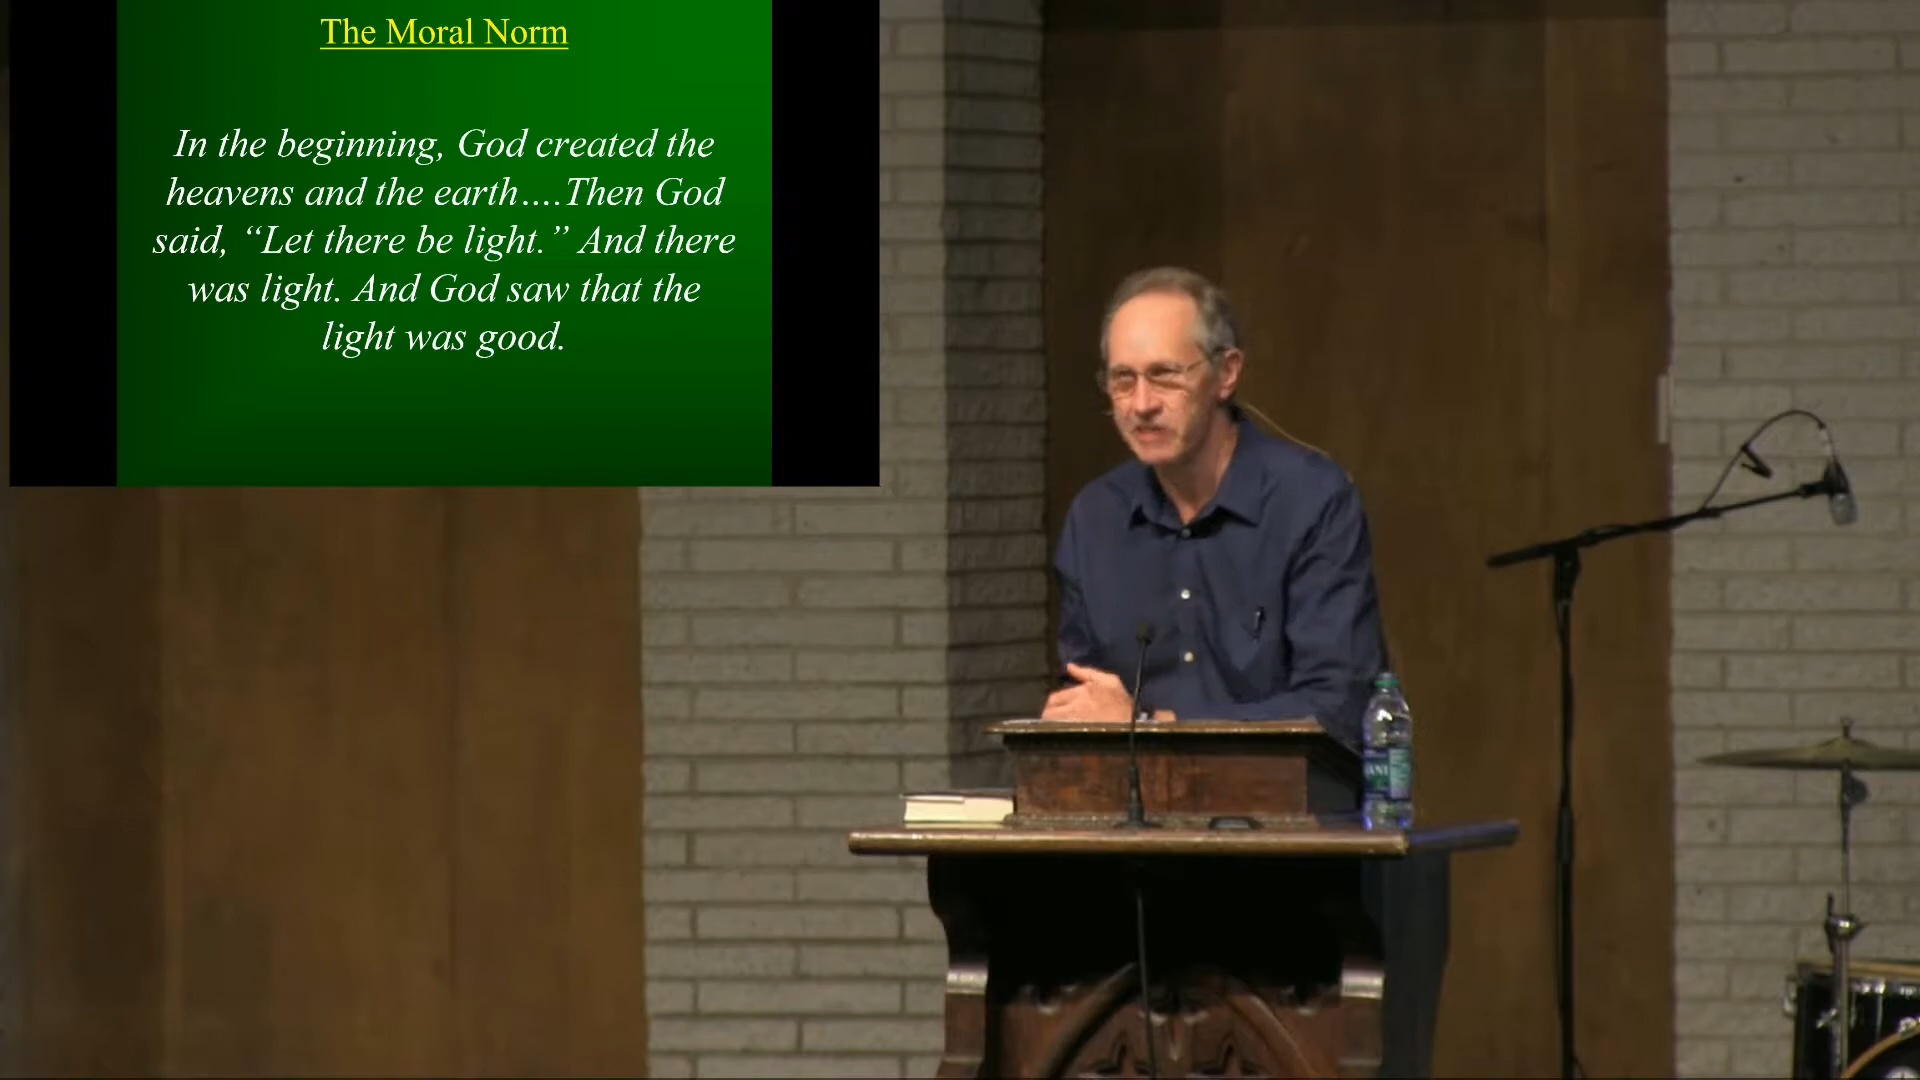 The Moral Norm
In the beginning, God created the
heavens and the earth….Then God
said, “Let there be light.” And there
was light. And God saw that the
light was good.